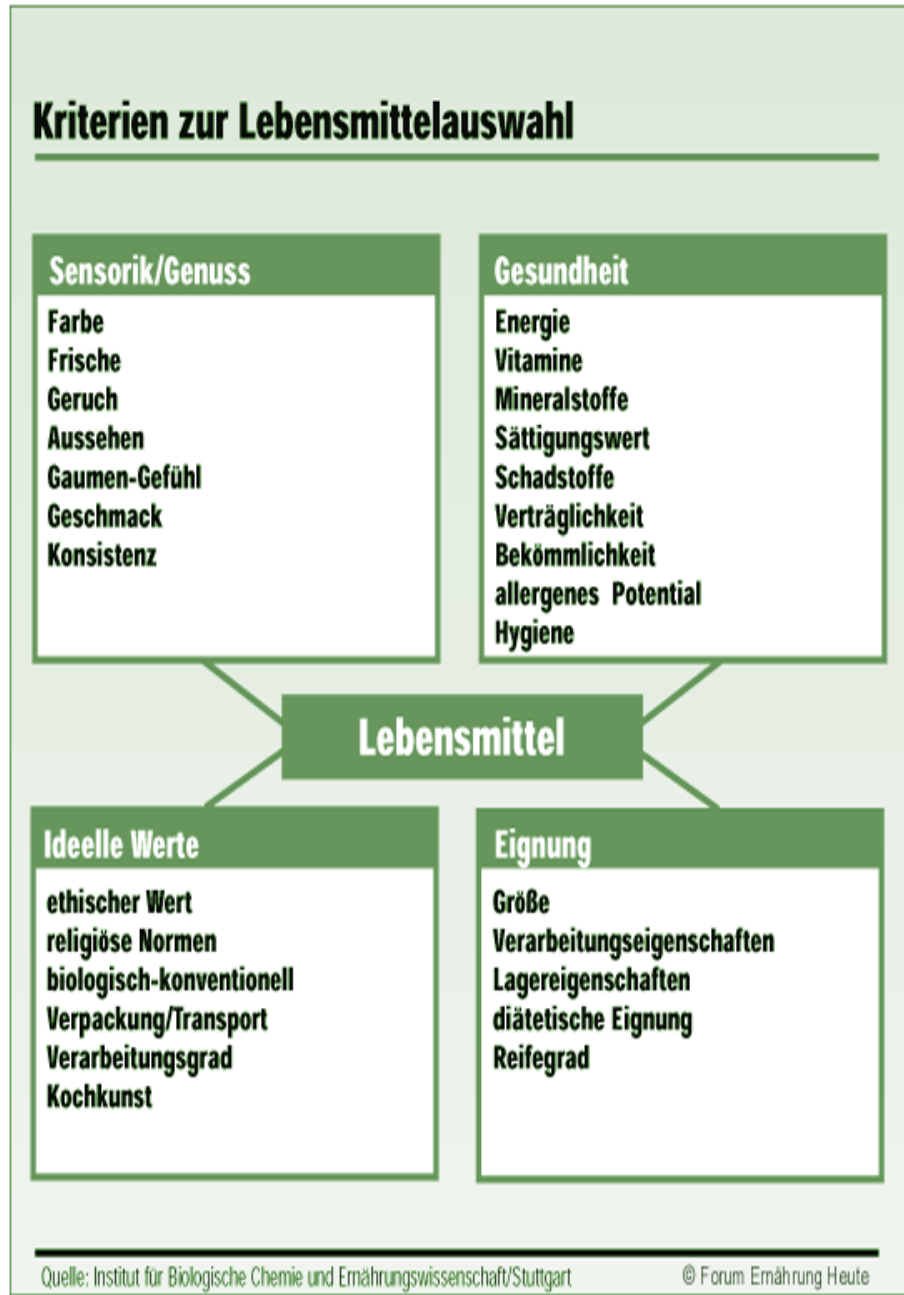 Kriterien zur Lebensmittelauswahl
Sensorik/Genuss
Farbe
Frische
Geruch
Aussehen
Gaumen-Gefühl
Geschmack
Konsistenz
Gesundheit
Energie
Vitamine
Mineralstoffe
Sättigungswert
Schadstoffe
Verträglichkeit
Bekömmlichkeit
allergenes Potential
Hygiene
Lebensmittel
Ideelle Werte
ethischer Wert
religiöse Normen
biologisch-konventionell
Verpackung/Transport
Verarbeitungsgrad
Kochkunst
Eignung
Größe
Verarbeitungseigenschaften
Lagereigenschaften
diätetische Eignung
Reifegrad
Quelle: Institut für Biologische Chemie und Ernährungswissenschaft/Stuttgart
© Forum Ernährung Heute